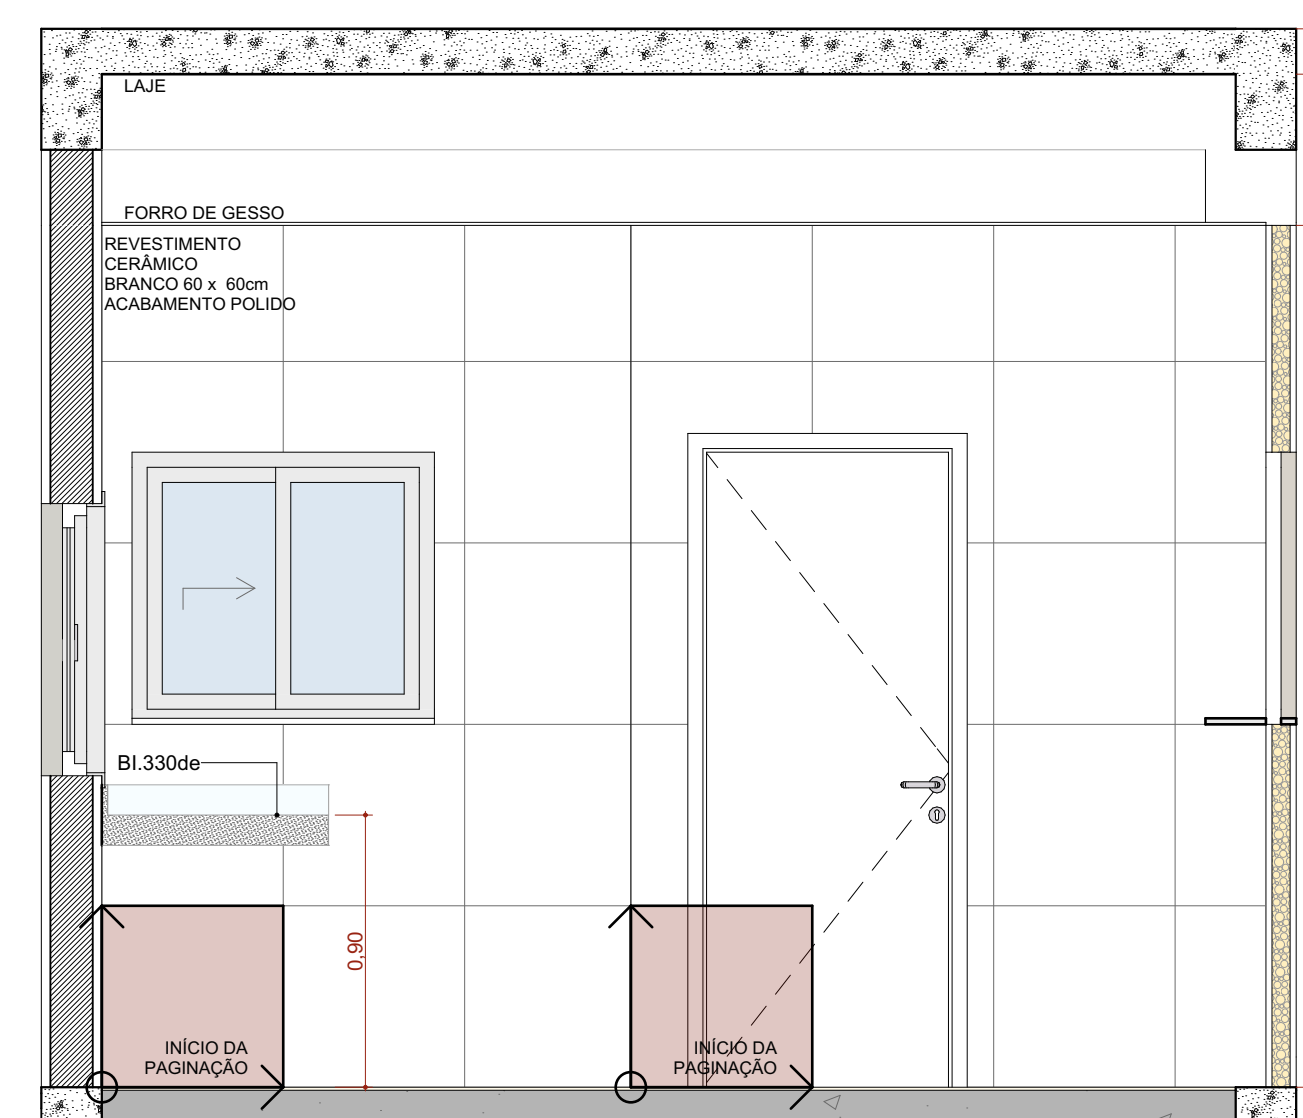 LAJE
FORRO DE GESSO
REVESTIMENTO
CERÂMICO
BRANCO 60 x  60cm
ACABAMENTO POLIDO
BI.330de
0,90
INÍCIO DA
PAGINAÇÃO
INÍCIO DA
PAGINAÇÃO